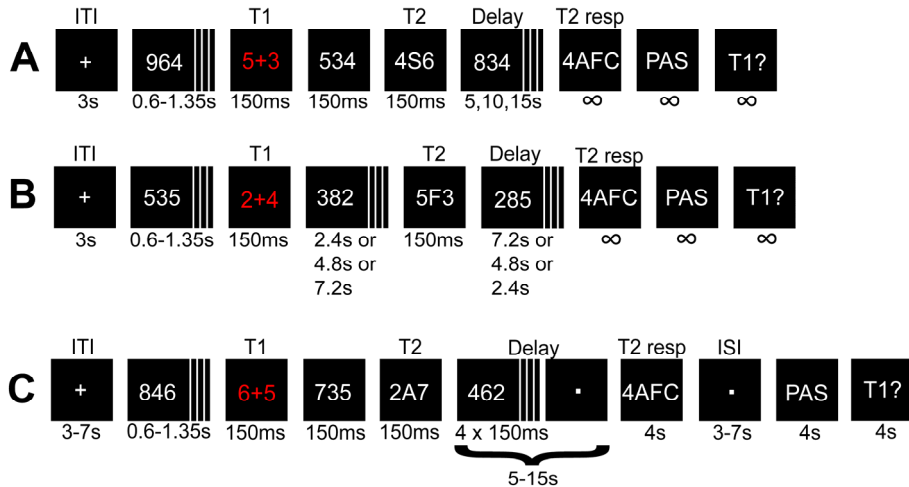 ITI T1 T2 Delay T2 resp
A + 964 5+3 534 4S6 834 4AFC PAS T1?
3s 0.6-1.35s 150ms 150ms 150ms 5,10,15s ∞ ∞ ∞
ITI T1 T2 Delay T2 resp
B + 535 2+4 382 5F3 285 4AFC PAS T1?
3s 0.6-1.35s 150ms 2.4s or 150ms 7.2s or ∞ ∞ ∞
4.8s or 4.8s or
7.2s 2.4s
ITI T1 T2 Delay T2 resp ISI
C + 846 6+5 735 2A7 462 4AFC PAS T1?
3-7s 0.6-1.35s 150ms 150ms 150ms 4 x 150ms 4s 3-7s 4s 4s
5-15s